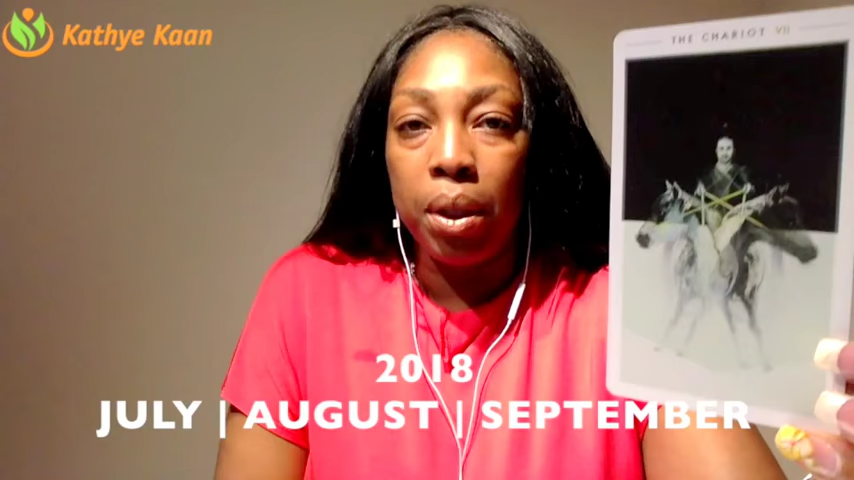 Kathye Kaan
THE CHARIOT VII
2018
JULY | AUGUST | SEPTEMBER